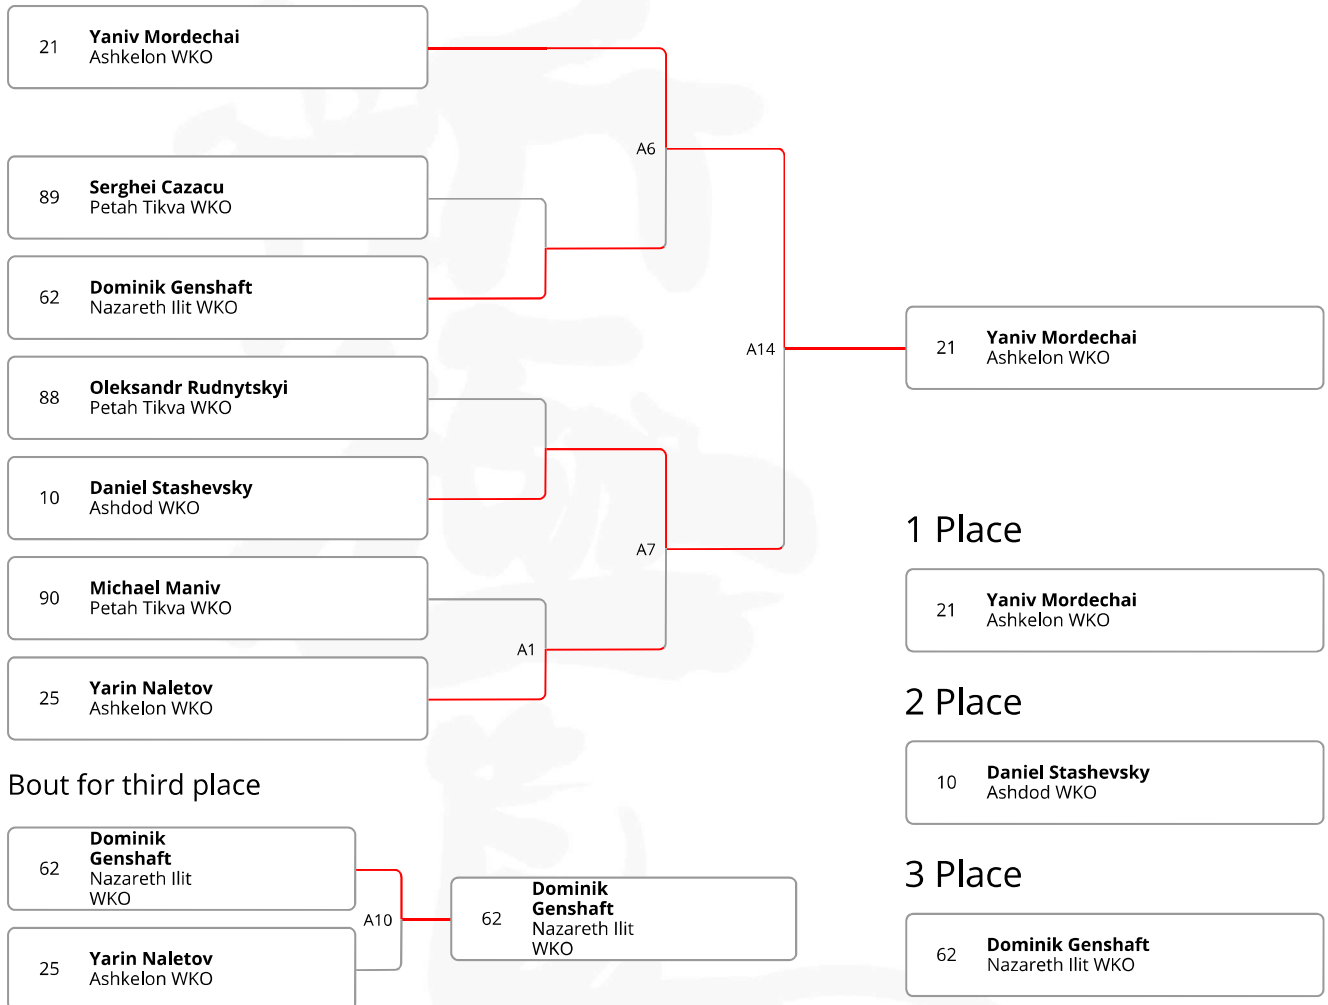 21
Yaniv Mordechai
Ashkelon WKO
A6
89
Serghei Cazacu
Petah Tikva WKO
62
Dominik Genshaft
Nazareth Ilit WKO
88
Oleksandr Rudnytskyi
Petah Tikva WKO
A14
21
Yaniv Mordechai
Ashkelon WKO
10
Daniel Stashevsky
Ashdod WKO
A7
90
Michael Maniv
Petah Tikva WKO
A1
25
Yarin Naletov
Ashkelon WKO
1 Place
21
Yaniv Mordechai
Ashkelon WKO
2 Place
10
Daniel Stashevsky
Ashdod WKO
3 Place
62
Dominik Genshaft
Nazareth Ilit WKO
Bout for third place
62
Dominik
Genshaft
Nazareth Ilit
WKO
A10
25
Yarin Naletov
Ashkelon WKO
62
Dominik
Genshaft
Nazareth Ilit
WKO